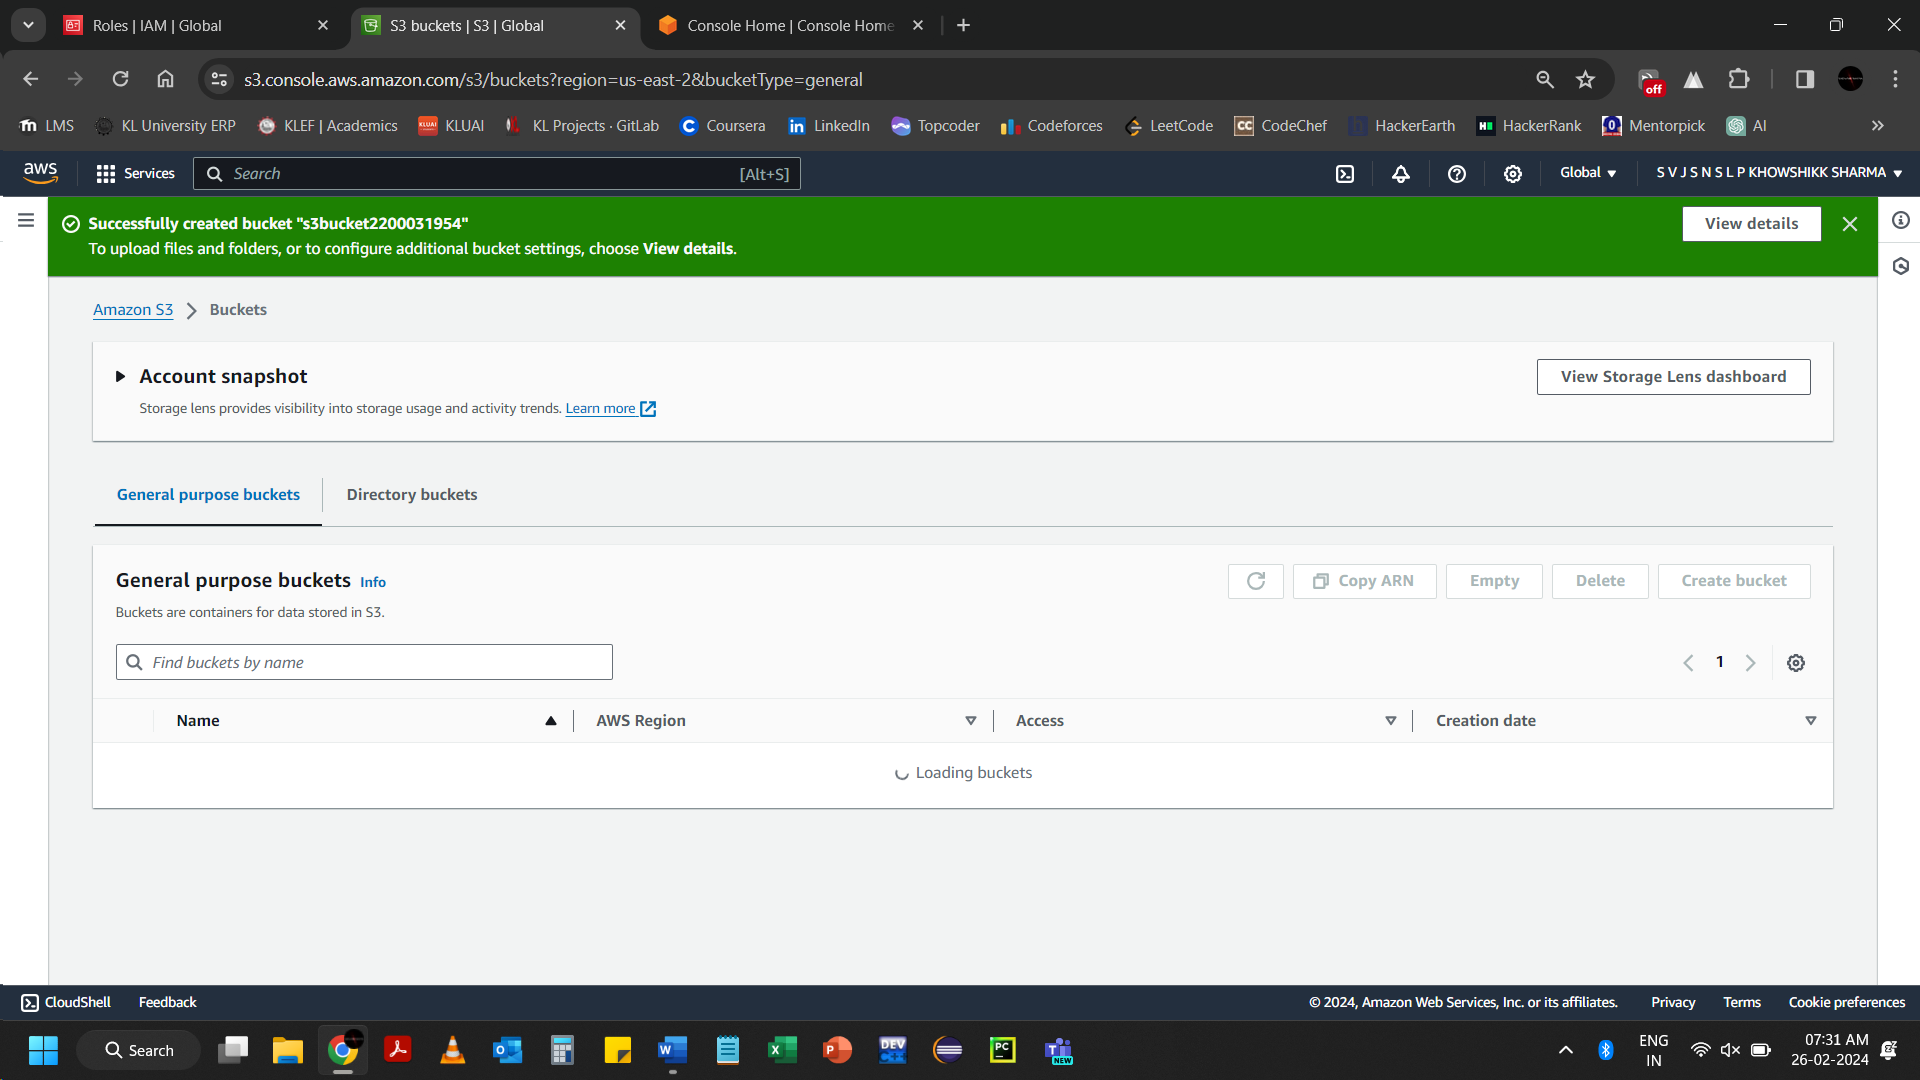 Roles | IAM | Global
S3 buckets | S3 | Global
Console Home | Console Home
s3.console.aws.amazon.com/s3/buckets?region=us-east-2&bucketType=general
off
LMS
KL University ERP
KLEF | Academics
KLUAI
KLUAI
KL Projects · GitLab
Coursera
LinkedIn
Topcoder
Codeforces
LeetCode
CC
CodeChef
HackerEarth
HackerRank
Mentorpick
AI
aws
Services
Search
[Alt+S]
Global
S V J S N S L P KHOWSHIKK SHARMA
Successfully created bucket "s3bucket2200031954"
To upload files and folders, or to configure additional bucket settings, choose View details.
View details
Amazon S3
Buckets
Account snapshot
View Storage Lens dashboard
Storage lens provides visibility into storage usage and activity trends. Learn more
General purpose buckets
Directory buckets
General purpose buckets Info
Copy ARN
Empty
Delete
Create bucket
Buckets are containers for data stored in S3.
Find buckets by name
1
Name
AWS Region
Access
Creation date
Loading buckets
CloudShell
Feedback
© 2024, Amazon Web Services, Inc. or its affiliates.
Privacy
Terms
Cookie preferences
Search
DEV
PC
NEW
ENG
IN
07:31 AM
26-02-2024